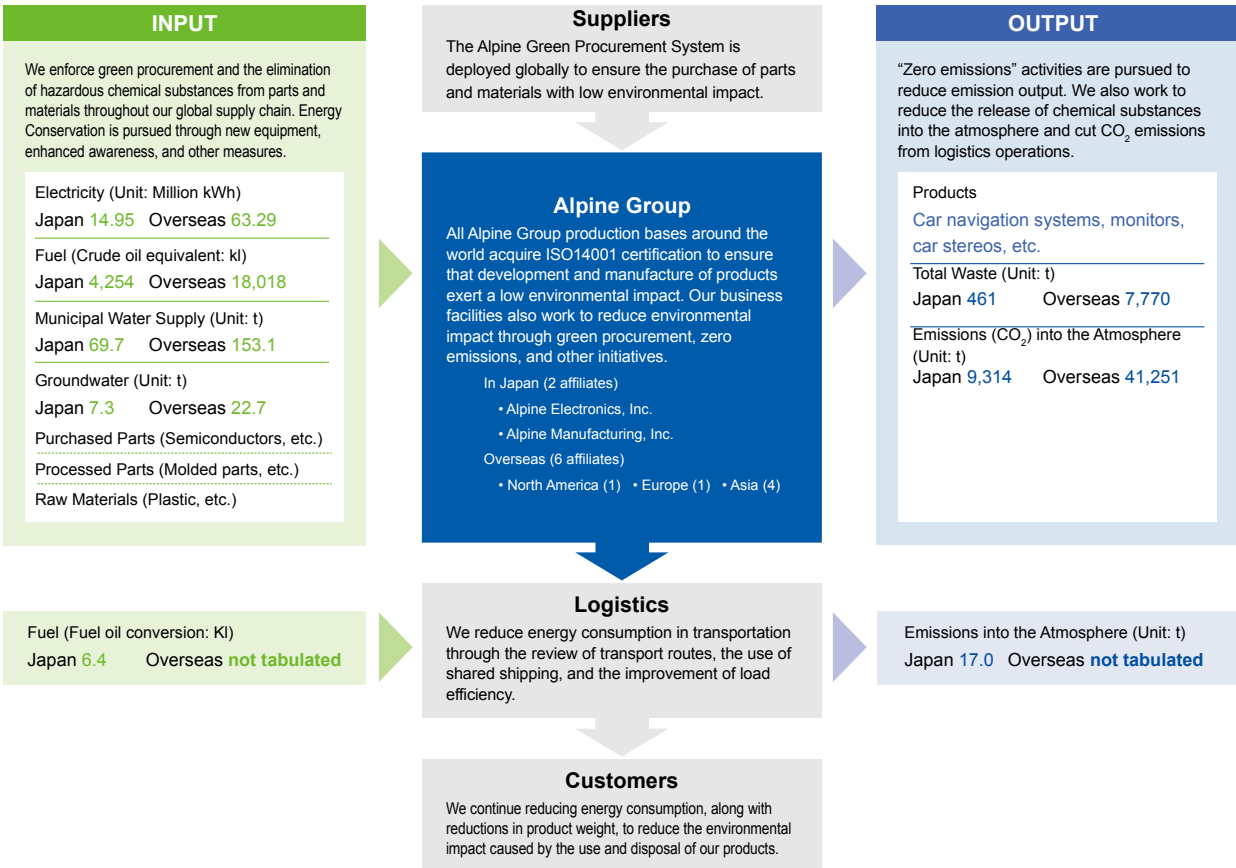 INPUT
We enforce green procurement and the elimination
of hazardous chemical substances from parts and
materials throughout our global supply chain. Energy
Conservation is pursued through new equipment,
enhanced awareness, and other measures.
Electricity (Unit: Million kWh)
Japan 14.95 Overseas 63.29
Fuel (Crude oil equivalent: kl)
Japan 4,254 Overseas 18,018
Municipal Water Supply (Unit: t)
Japan 69.7 Overseas 153.1
Groundwater (Unit: t)
Japan 7.3 Overseas 22.7
Purchased Parts (Semiconductors, etc.)
Processed Parts (Molded parts, etc.)
Raw Materials (Plastic, etc.)
Fuel (Fuel oil conversion: Kl)
Japan 6.4 Overseas not tabulated
Suppliers
The Alpine Green Procurement System is
deployed globally to ensure the purchase of parts
and materials with low environmental impact.
Alpine Group
All Alpine Group production bases around the
world acquire ISO14001 certification to ensure
that development and manufacture of products
exert a low environmental impact. Our business
facilities also work to reduce environmental
impact through green procurement, zero
emissions, and other initiatives.
In Japan (2 affiliates)
• Alpine Electronics, Inc.
• Alpine Manufacturing, Inc.
Overseas (6 affiliates)
• North America (1) • Europe (1) • Asia (4)
Logistics
We reduce energy consumption in transportation
through the review of transport routes, the use of
shared shipping, and the improvement of load
efficiency.
Customers
We continue reducing energy consumption, along with
reductions in product weight, to reduce the environmental
impact caused by the use and disposal of our products.
OUTPUT
“Zero emissions” activities are pursued to
reduce emission output. We also work to
reduce the release of chemical substances
into the atmosphere and cut CO₂ emissions
from logistics operations.
Products
Car navigation systems, monitors,
car stereos, etc.
Total Waste (Unit: t)
Japan 461 Overseas 7,770
Emissions (CO₂) into the Atmosphere
(Unit: t)
Japan 9,314 Overseas 41,251
Emissions into the Atmosphere (Unit: t)
Japan 17.0 Overseas not tabulated